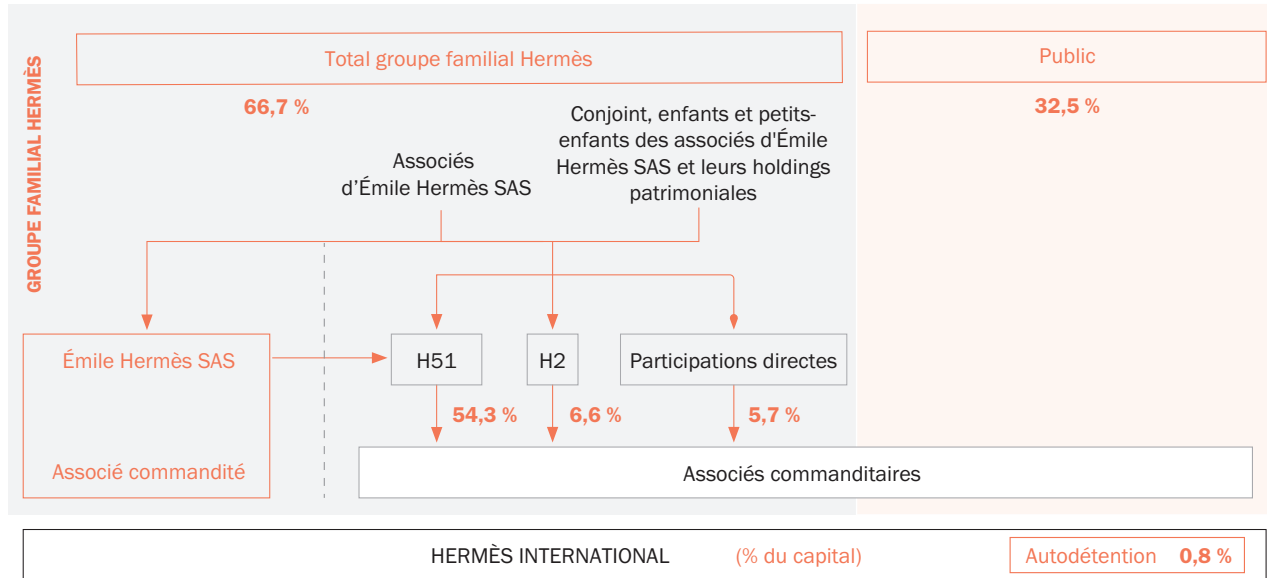 GROUPE FAMILIAL HERMÈS
Total groupe familial Hermès
Public
66,7 %
32,5 %
Associés
d’Émile Hermès SAS
Conjoint, enfants et petits-
enfants des associés d'Émile
Hermès SAS et leurs holdings
patrimoniales
Émile Hermès SAS
H51
H2
Participations directes
54,3 %
6,6 %
5,7 %
Associé commandité
Associés commanditaires
HERMÈS INTERNATIONAL (% du capital)
Autodétention 0,8 %